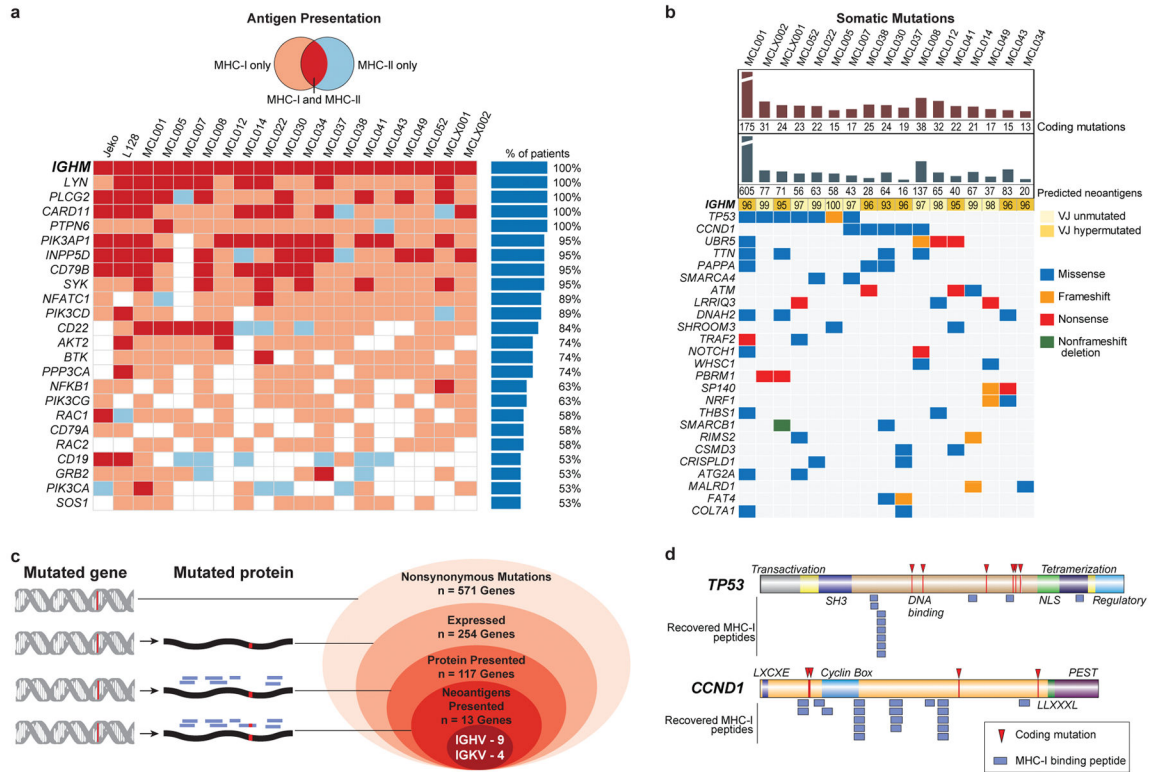 a
Antigen Presentation
MHC-I only
MHC-II only
MHC-I and MHC-II
Jeko
L128
MCL001
MCL005
MCL007
MCL008
MCL012
MCL014
MCL022
MCL030
MCL034
MCL037
MCL038
MCL041
MCL043
MCL049
MCL052
MCLX001
MCLX002
% of patients
IGHM 100%
LYN 100%
PLCG2 100%
CARD11 100%
PTPN6 100%
PIK3AP1 95%
INPP5D 95%
CD79B 95%
SYK 95%
NFATC1 89%
PIK3CD 89%
CD22 84%
AKT2 74%
BTK 74%
PPP3CA 74%
NFKB1 63%
PIK3CG 63%
RAC1 58%
CD79A 58%
RAC2 58%
CD19 53%
GRB2 53%
PIK3CA 53%
SOS1 53%
b
Somatic Mutations
MCL001
MCLX002
MCLX001
MCL052
MCL022
MCL005
MCL007
MCL038
MCL030
MCL037
MCL008
MCL012
MCL041
MCL014
MCL049
MCL043
MCL034
175 31 24 23 22 15 17 25 24 19 38 32 22 21 17 15 13 Coding mutations
605 77 71 56 63 58 43 28 64 16 137 65 40 67 37 83 20 Predicted neoantigens
IGHM 96 99 95 97 99 100 97 96 93 96 97 98 95 99 98 96 96
VJ unmutated
VJ hypermutated
Missense
Frameshift
Nonsense
Nonframeshift
deletion
TP53
CCND1
UBR5
TTN
PAPPA
SMARCA4
ATM
LRRIQ3
DNAH2
SHROOM3
TRAF2
NOTCH1
WHSC1
PBRM1
SP140
NRF1
THBS1
SMARCB1
RIMS2
CSMD3
CRISPLD1
ATG2A
MALRD1
FAT4
COL7A1
c
Mutated gene
Mutated protein
Nonsynonymous Mutations
n = 571 Genes
Expressed
n = 254 Genes
Protein Presented
n = 117 Genes
Neoantigens
Presented
n = 13 Genes
IGHV - 9
IGKV - 4
d
Transactivation
Tetramerization
TP53
SH3
DNA
binding
NLS
Regulatory
Recovered MHC-I
peptides
LXCXE
Cyclin Box
PEST
CCND1
LLXXXL
Recovered MHC-I
peptides
Coding mutation
MHC-I binding peptide